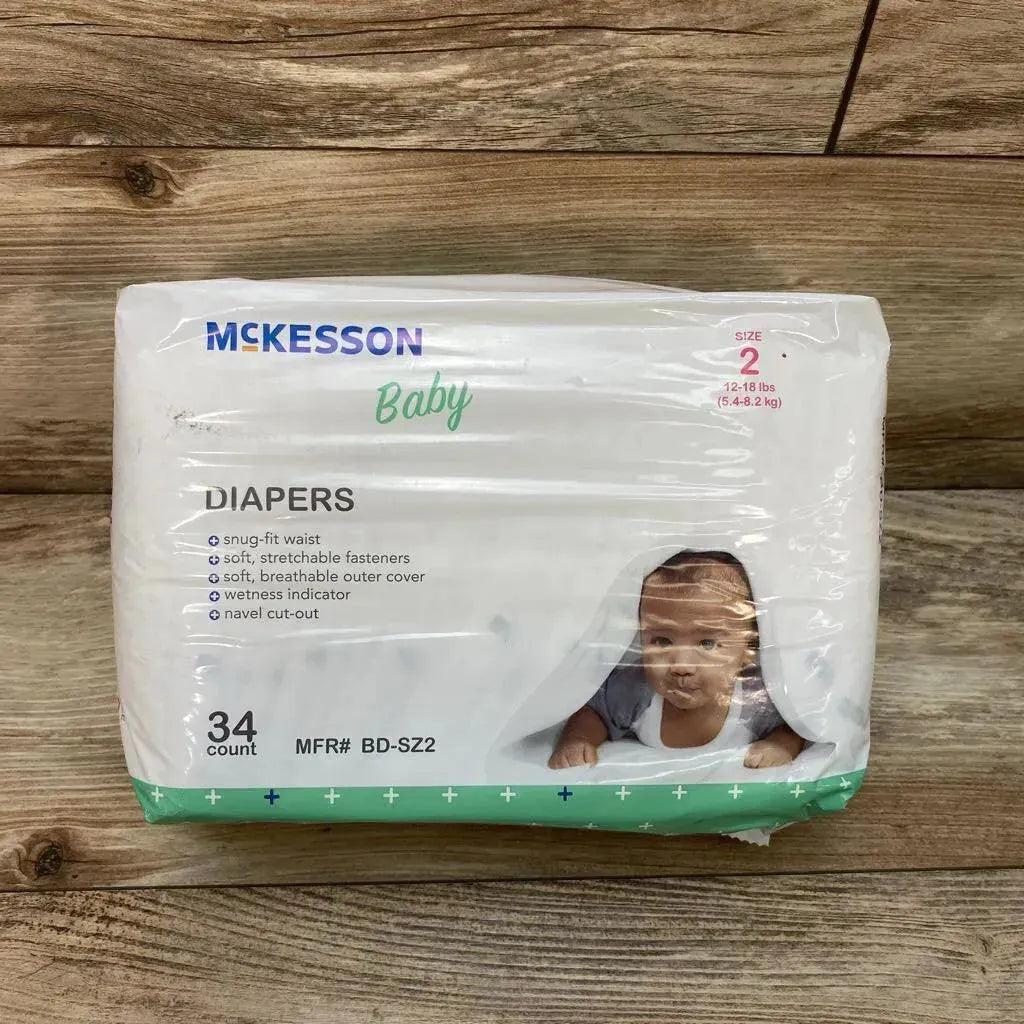 MCKESSON
Baby
SIZE
2
12-18 lbs
(5.4-8.2 kg)
DIAPERS
snug-fit waist
soft, stretchable fasteners
soft, breathable outer cover
wetness indicator
navel cut-out
34
count
MFR# BD-SZ2